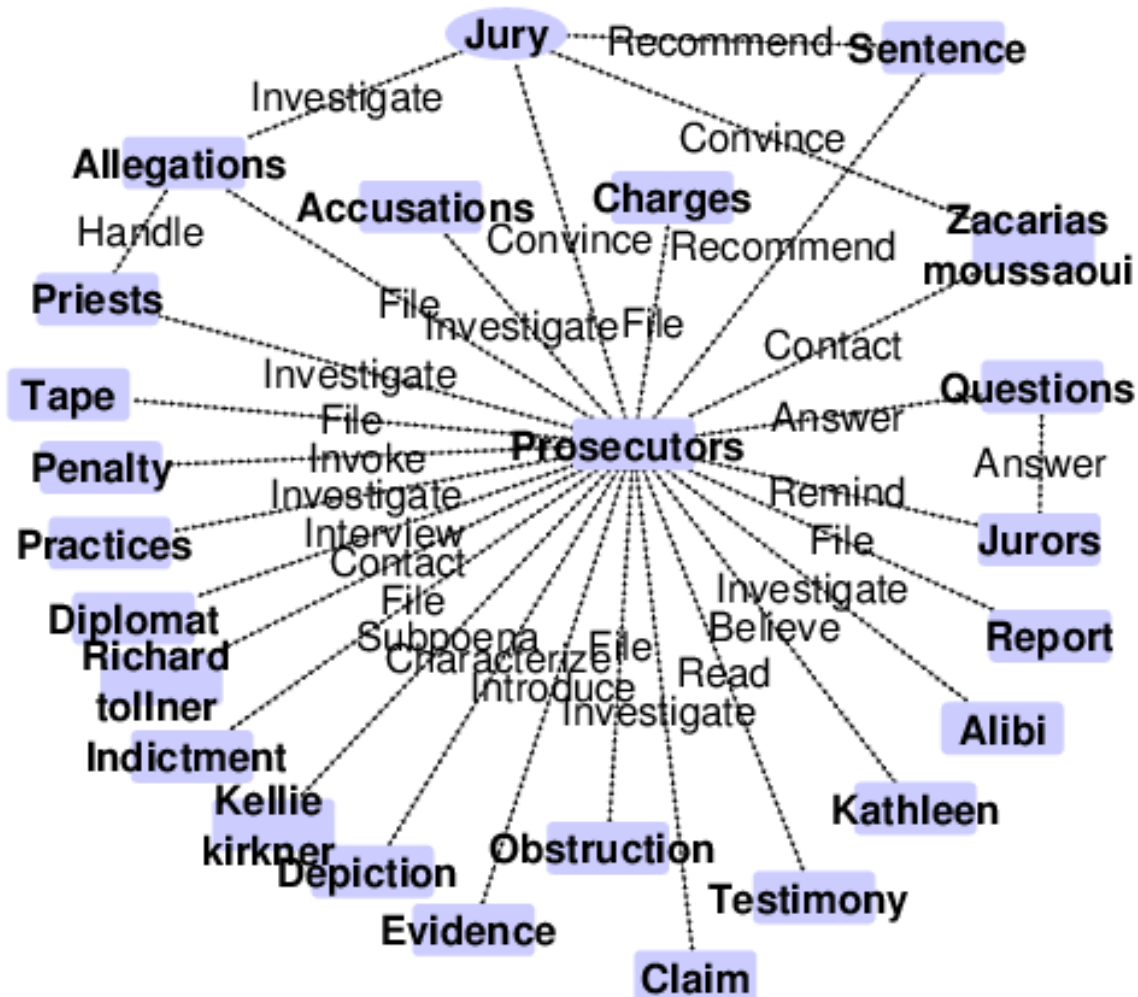 Jury
Recommend
Sentence
Investigate
Convince
Allegations
Accusations
Charges
Zacarias
moussaoui
Handle
Convince
Recommend
Priests
File
Investigate
File
Contact
Investigate
Tape
File
Answer
Questions
Prosecutors
Penalty
Invoke
Answer
Investigate
Remind
Practices
Interview
File
Jurors
Contact
Diplomat
File
Investigate
Richard
tollner
Subpoena
File
Believe
Report
Characterize
Introduce
Read
Investigate
Alibi
Indictment
Kellie
kirkner
Kathleen
Depiction
Obstruction
Testimony
Evidence
Claim